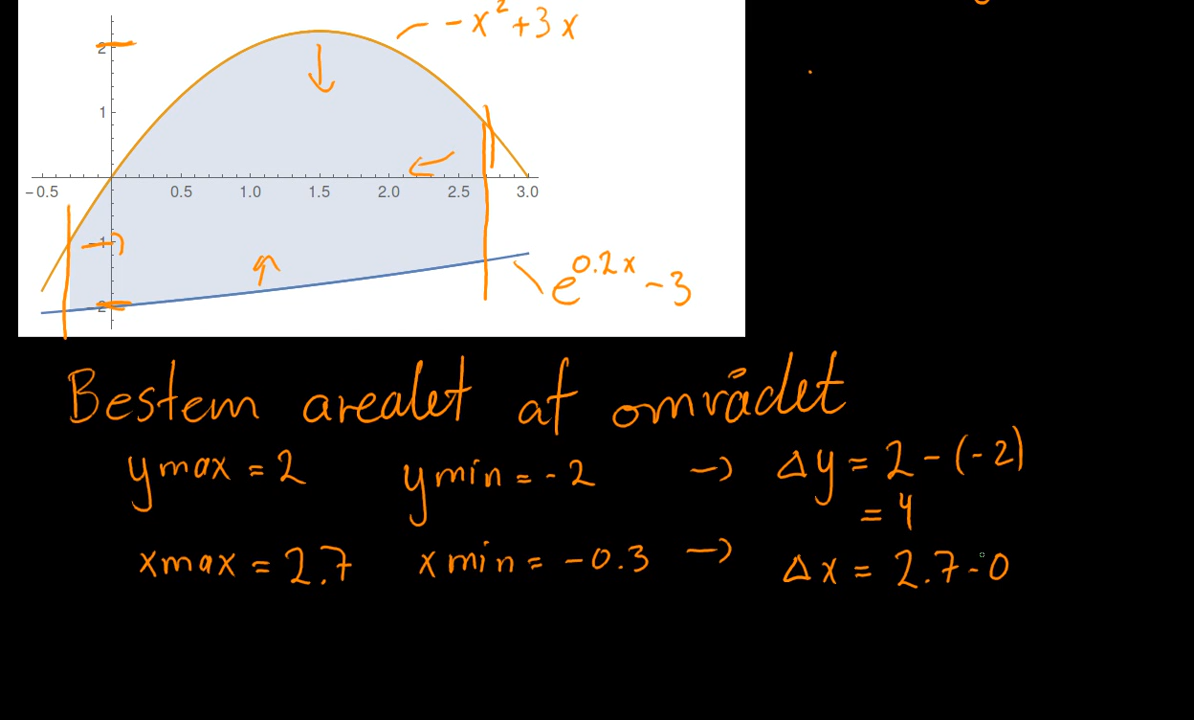 -x²+3x
2
1
-0.5 0.5 1.0 1.5 2.0 2.5 3.0
-1
-2
e^0.2x -3
Bestem arealet af området
ymax = 2 ymin = -2 → Δy = 2-(-2)
= 4
xmax = 2.7 xmin = -0.3 → Δx = 2.7-0